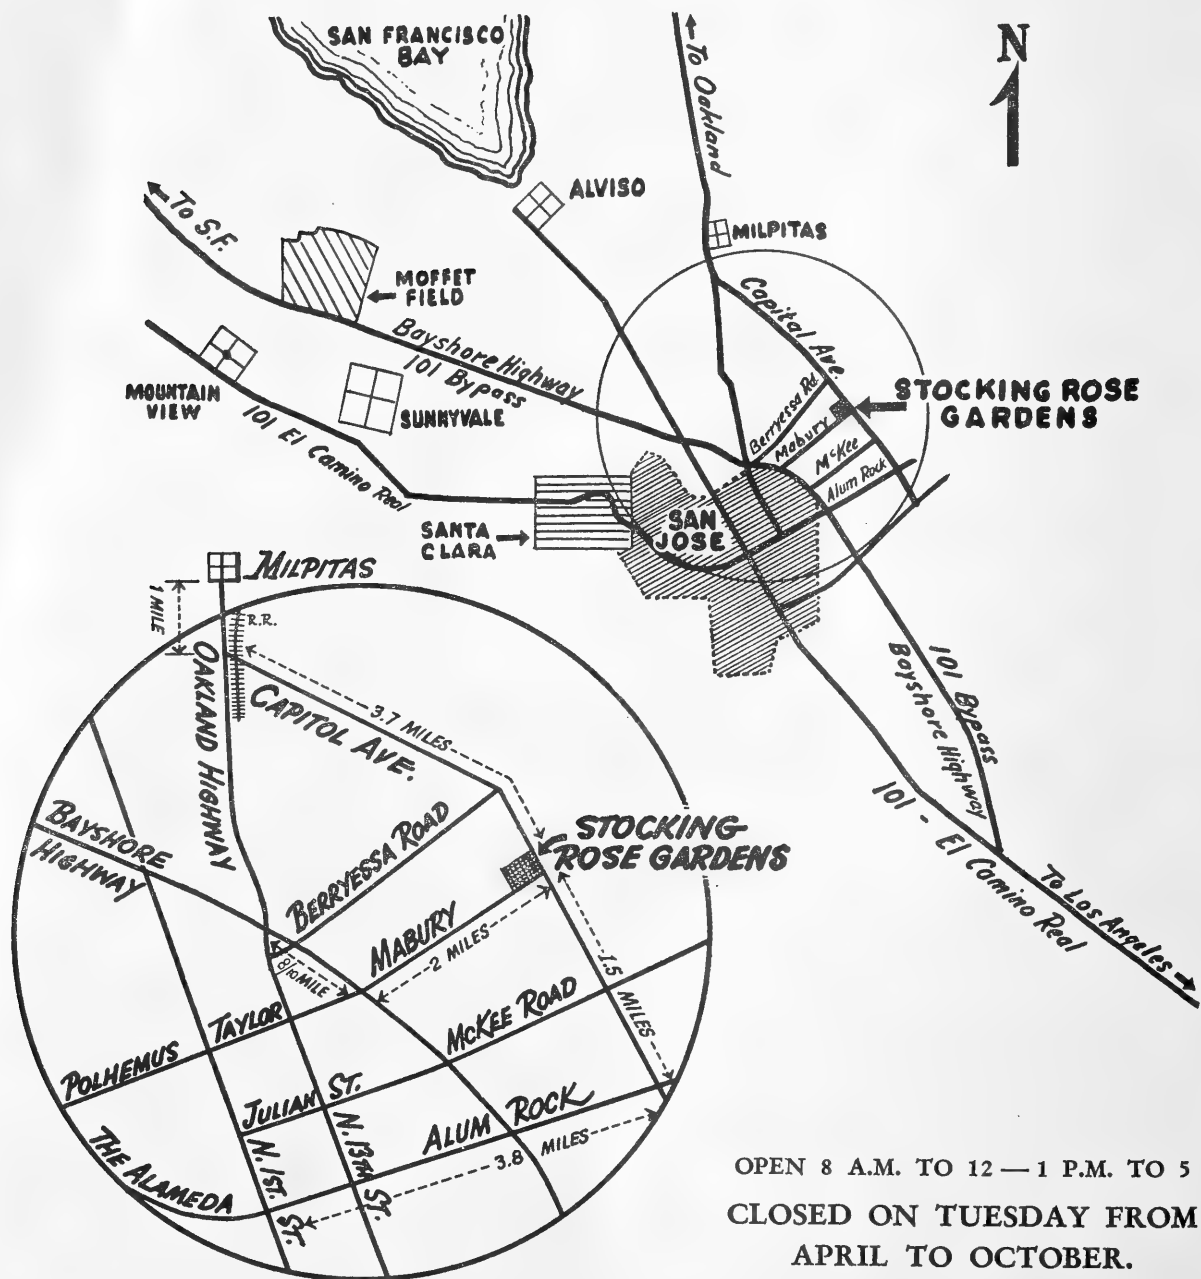 SAN FRANCISCO
BAY
N
To Oakland
ALVISO
MILPITAS
To S.F.
MOFFET
FIELD
Capital Ave.
Bayshore Highway
101 Bypass
STOCKING ROSE
GARDENS
Berryessa Rd.
Mabury
McKee
Alum Rock
MOUNTAIN
VIEW
SUNNYVALE
101 El Camino Real
SANTA
CLARA
SAN
JOSE
101 Bypass
Bayshore Highway
101 - El Camino Real
To Los Angeles
MILPITAS
1 MILE
R.R.
OAKLAND HIGHWAY
CAPITOL AVE.
3.7 MILES
BAYSHORE
HIGHWAY
BERRYESSA ROAD
STOCKING
ROSE GARDENS
MABURY
2 MILES
8/10 MILE
1.5 MILES
POLHEMUS TAYLOR
MCKEE ROAD
JULIAN ST.
N. 13TH ST.
ALUM ROCK
3.8 MILES
THE ALAMEDA
N. 1ST. ST.
OPEN 8 A.M. TO 12 — 1 P.M. TO 5
CLOSED ON TUESDAY FROM
APRIL TO OCTOBER.